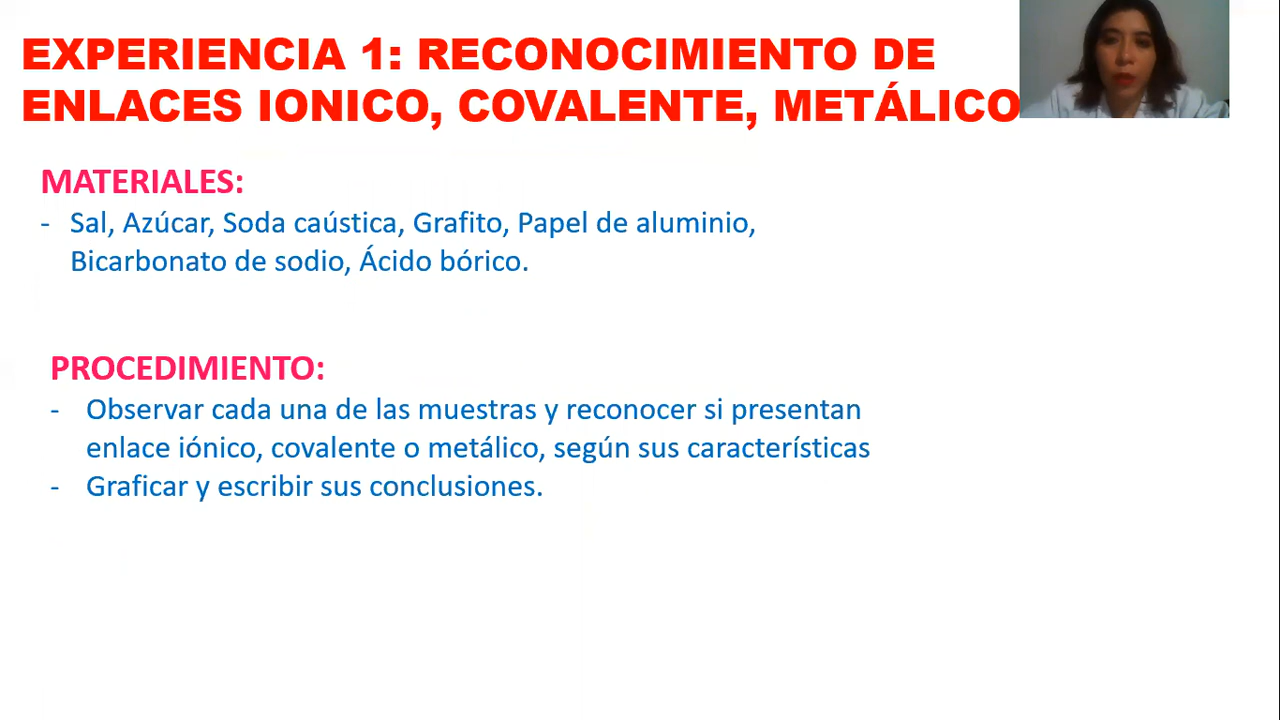 EXPERIENCIA 1: RECONOCIMIENTO DE
ENLACES IONICO, COVALENTE, METÁLICO
MATERIALES:
- Sal, Azúcar, Soda caústica, Grafito, Papel de aluminio,
Bicarbonato de sodio, Ácido bórico.
PROCEDIMIENTO:
- Observar cada una de las muestras y reconocer si presentan
enlace iónico, covalente o metálico, según sus características
- Graficar y escribir sus conclusiones.